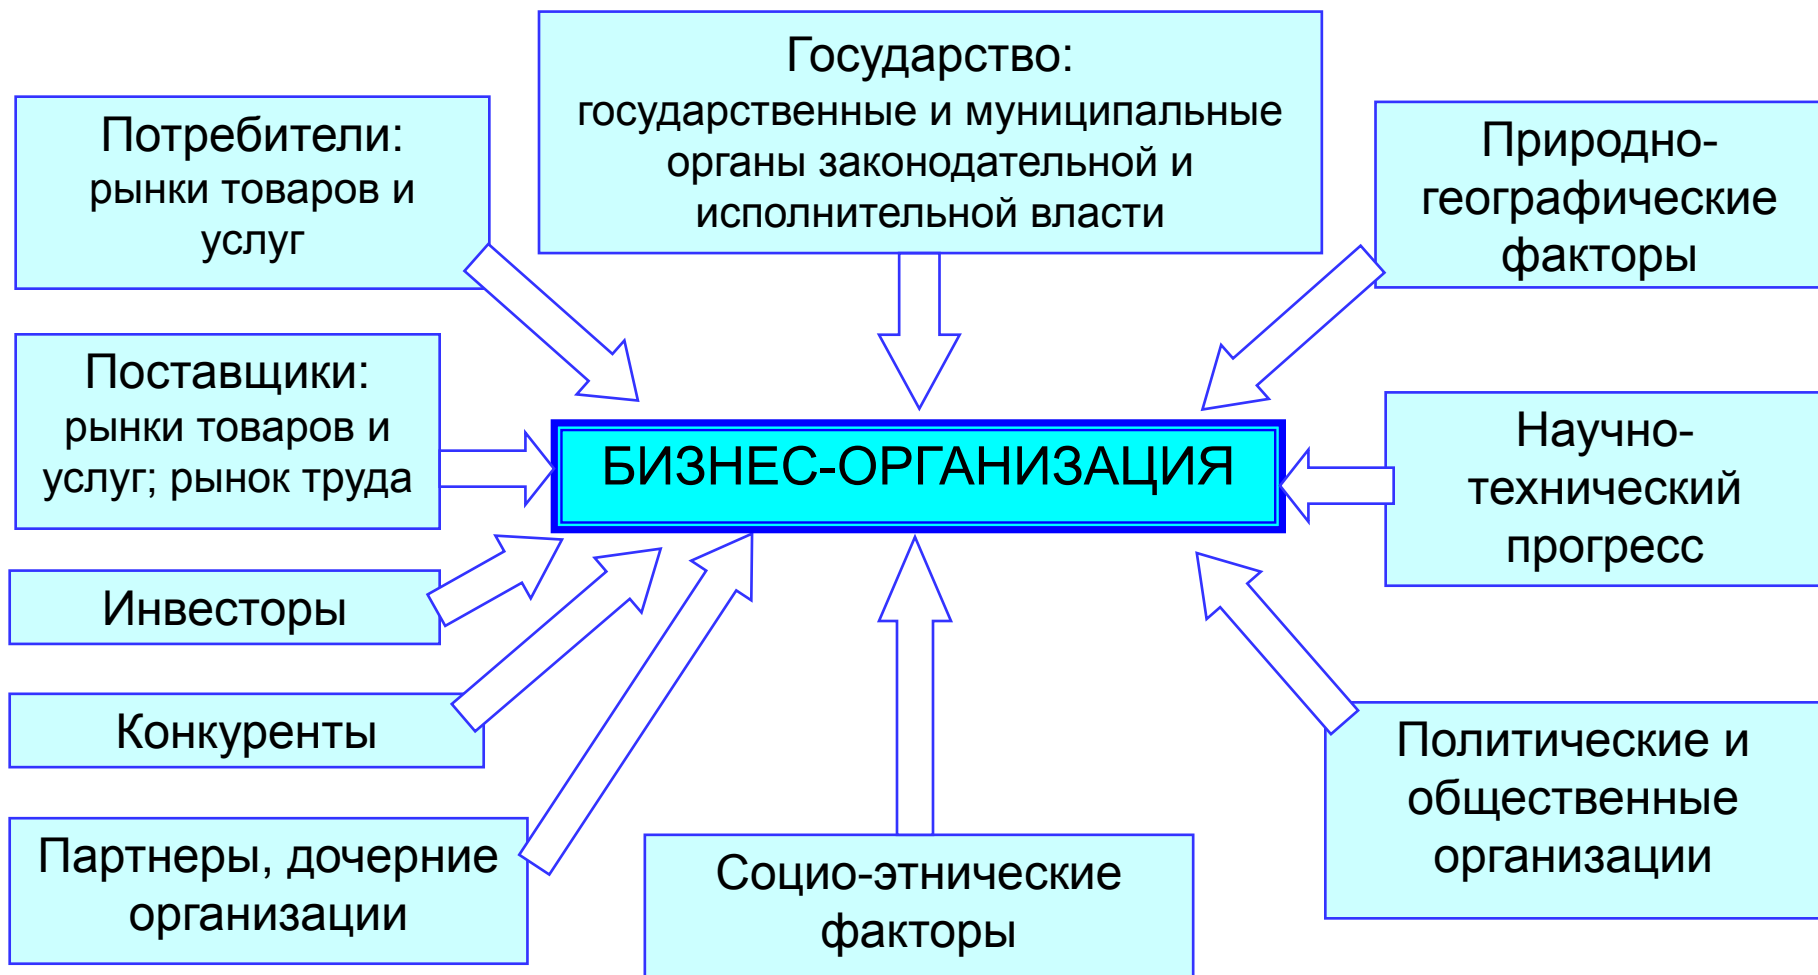 Государство:
государственные и муниципальные
органы законодательной и
исполнительной власти
Потребители:
рынки товаров и
услуг
Природно-
географические
факторы
Поставщики:
рынки товаров и
услуг; рынок труда
БИЗНЕС-ОРГАНИЗАЦИЯ
Научно-
технический
прогресс
Инвесторы
Конкуренты
Партнеры, дочерние
организации
Социо-этнические
факторы
Политические и
общественные
организации